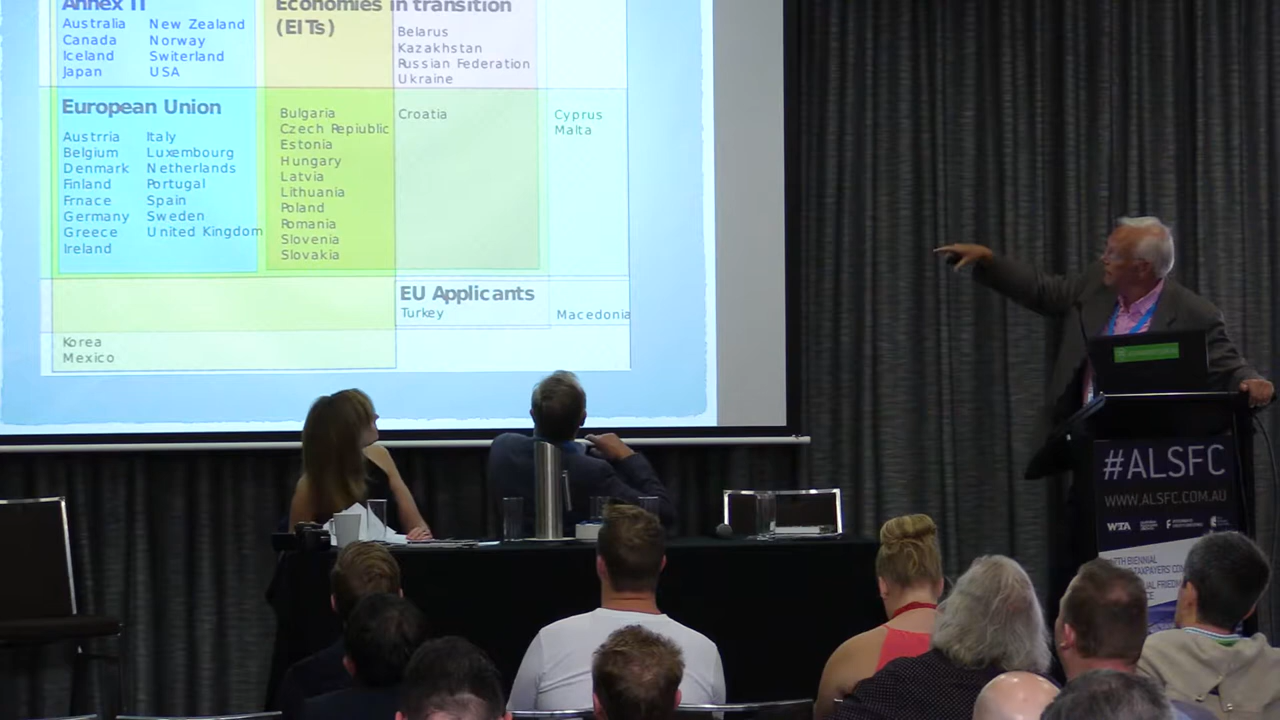 Annex II
Australia New Zealand
Canada Norway
Iceland Switerland
Japan USA
Economies in transition
(EITs)
Belarus
Kazakhstan
Russian Federation
Ukraine
European Union
Austrria Italy
Belgium Luxembourg
Denmark Netherlands
Finland Portugal
Frnace Spain
Germany Sweden
Greece United Kingdom
Ireland
Bulgaria
Czech Repiublic
Estonia
Hungary
Latvia
Lithuania
Poland
Romania
Slovenia
Slovakia
Croatia
Cyprus
Malta
EU Applicants
Turkey Macedonia
Korea
Mexico
#ALSFC
WWW.ALSFC.COM.AU
WTA